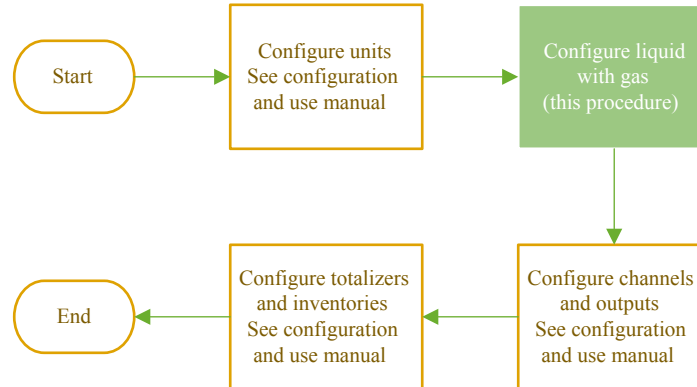 Start
Configure units
See configuration
and use manual
Configure liquid
with gas
(this procedure)
Configure channels
and outputs
See configuration
and use manual
Configure totalizers
and inventories
See configuration
and use manual
End